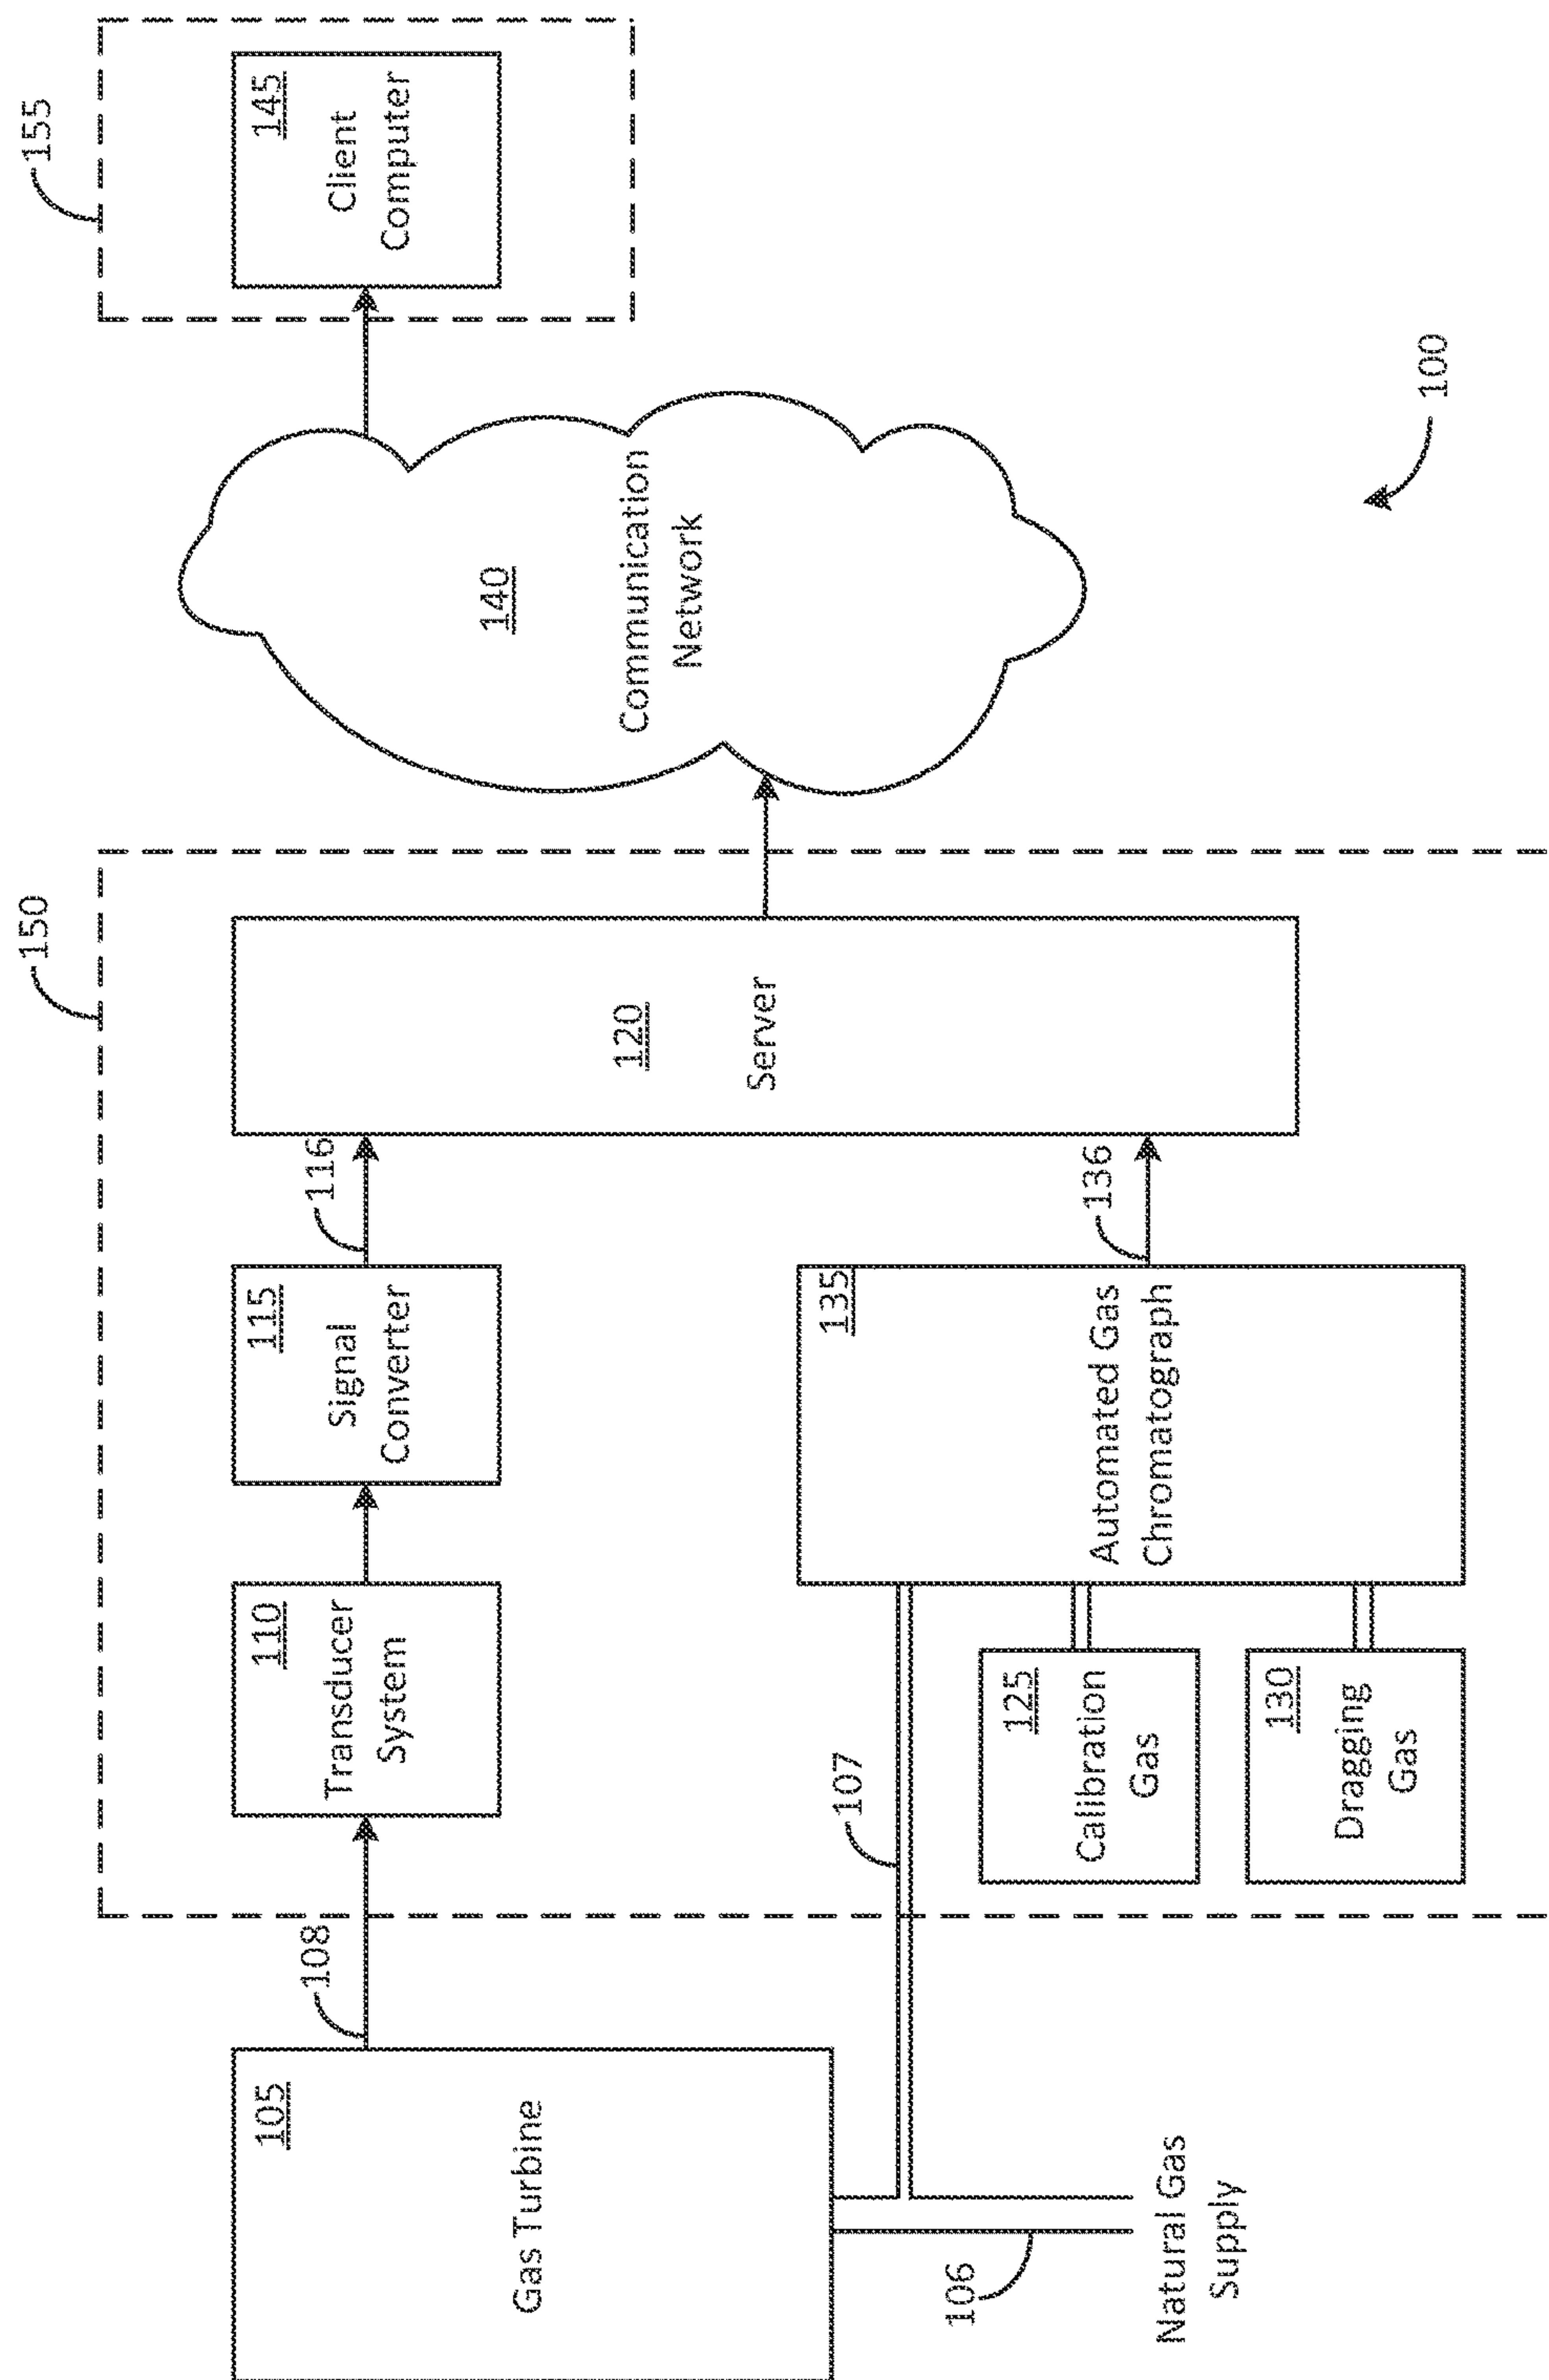 150
155
105
Gas Turbine
108
110
Transducer
System
115
Signal
Converter
116
120
Server
140
Communication
Network
145
Client
Computer
107
106
Natural Gas
Supply
125
Calibration
Gas
130
Dragging
Gas
135
Automated Gas
Chromatograph
136
100